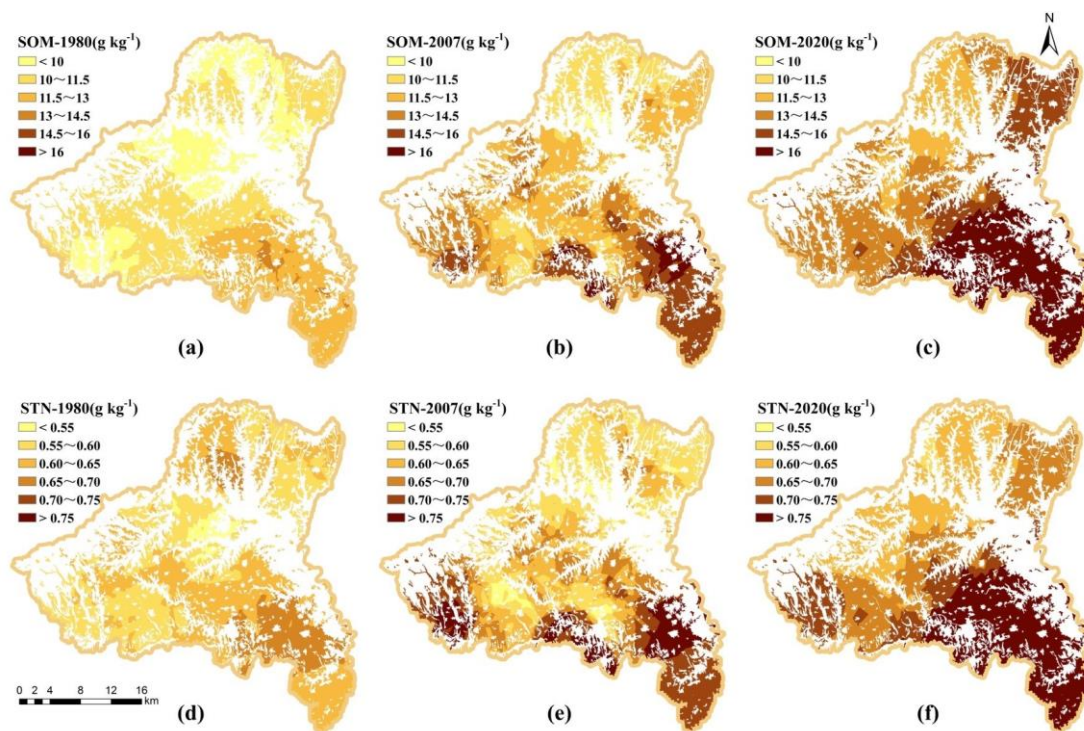 N
SOM-1980(g kg⁻¹)
< 10
10～11.5
11.5～13
13～14.5
14.5～16
> 16
(a)
SOM-2007(g kg⁻¹)
< 10
10～11.5
11.5～13
13～14.5
14.5～16
> 16
(b)
SOM-2020(g kg⁻¹)
< 10
10～11.5
11.5～13
13～14.5
14.5～16
> 16
(c)
STN-1980(g kg⁻¹)
< 0.55
0.55～0.60
0.60～0.65
0.65～0.70
0.70～0.75
> 0.75
0 2 4 8 12 16
km
(d)
STN-2007(g kg⁻¹)
< 0.55
0.55～0.60
0.60～0.65
0.65～0.70
0.70～0.75
> 0.75
(e)
STN-2020(g kg⁻¹)
< 0.55
0.55～0.60
0.60～0.65
0.65～0.70
0.70～0.75
> 0.75
(f)